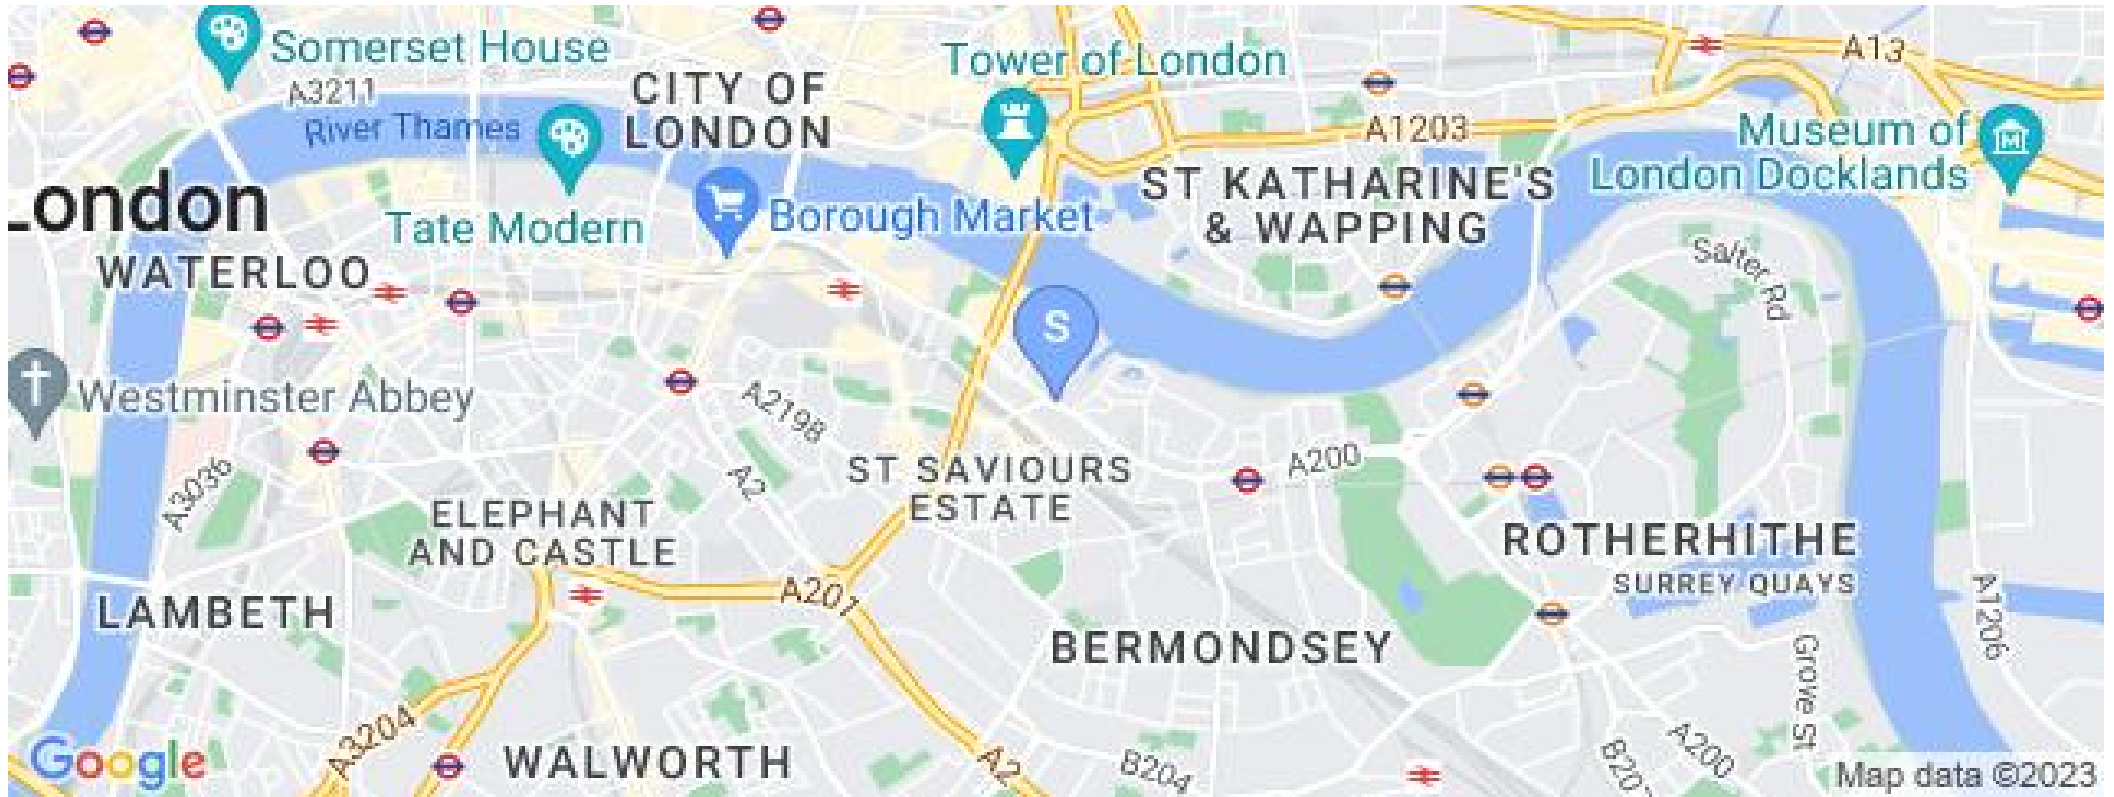 Somerset House
A3211
River Thames
CITY OF
LONDON
Tower of London
A13
A1203
Museum of
London Docklands
London
Tate Modern
Borough Market
ST KATHARINE'S
& WAPPING
WATERLOO
Salter Rd
S
Westminster Abbey
A2198
A3036
A2
ST SAVIOURS
ESTATE
A200
ELEPHANT
AND CASTLE
ROTHERHITHE
SURREY QUAYS
A201
LAMBETH
BERMONDSEY
A1206
Grove St
A3204
WALWORTH
A2
B204
A200
Google
Map data ©2023